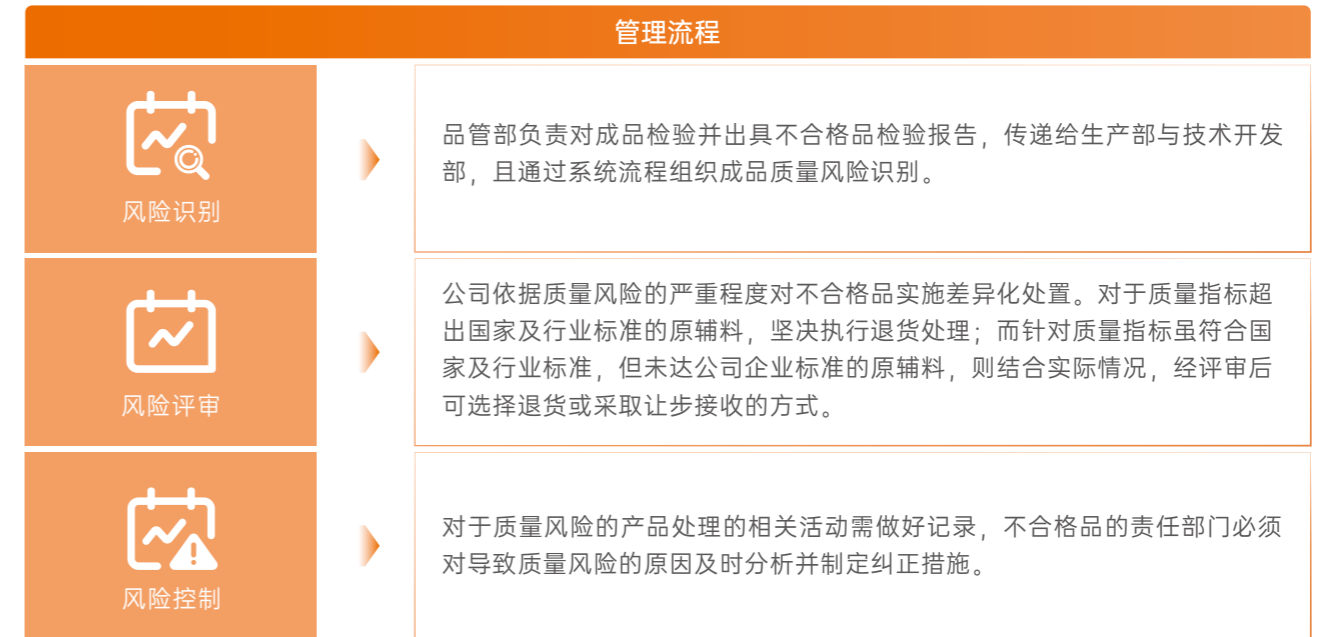 管理流程
风险识别
品管部负责对成品检验并出具不合格品检验报告，传递给生产部与技术开发
部，且通过系统流程组织成品质量风险识别。
风险评审
公司依据质量风险的严重程度对不合格品实施差异化处置。对于质量指标超
出国家及行业标准的原辅料，坚决执行退货处理；而针对质量指标虽符合国
家及行业标准，但未达公司企业标准的原辅料，则结合实际情况，经评审后
可选择退货或采取让步接收的方式。
风险控制
对于质量风险的产品处理的相关活动需做好记录，不合格品的责任部门必须
对导致质量风险的原因及时分析并制定纠正措施。